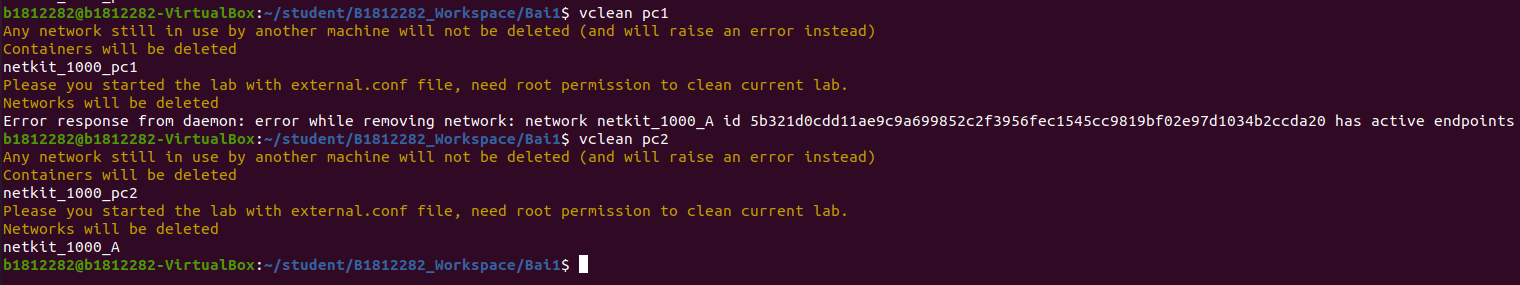 b1812282@b1812282-VirtualBox:~/student/B1812282_Workspace/Bai1$ vclean pc1
Any network still in use by another machine will not be deleted (and will raise an error instead)
Containers will be deleted
netkit_1000_pc1
Please you started the lab with external.conf file, need root permission to clean current lab.
Networks will be deleted
Error response from daemon: error while removing network: network netkit_1000_A id 5b321d0cdd11ae9c9a699852c2f3956fec1545cc9819bf02e97d1034b2ccda20 has active endpoints
b1812282@b1812282-VirtualBox:~/student/B1812282_Workspace/Bai1$ vclean pc2
Any network still in use by another machine will not be deleted (and will raise an error instead)
Containers will be deleted
netkit_1000_pc2
Please you started the lab with external.conf file, need root permission to clean current lab.
Networks will be deleted
netkit_1000_A
b1812282@b1812282-VirtualBox:~/student/B1812282_Workspace/Bai1$